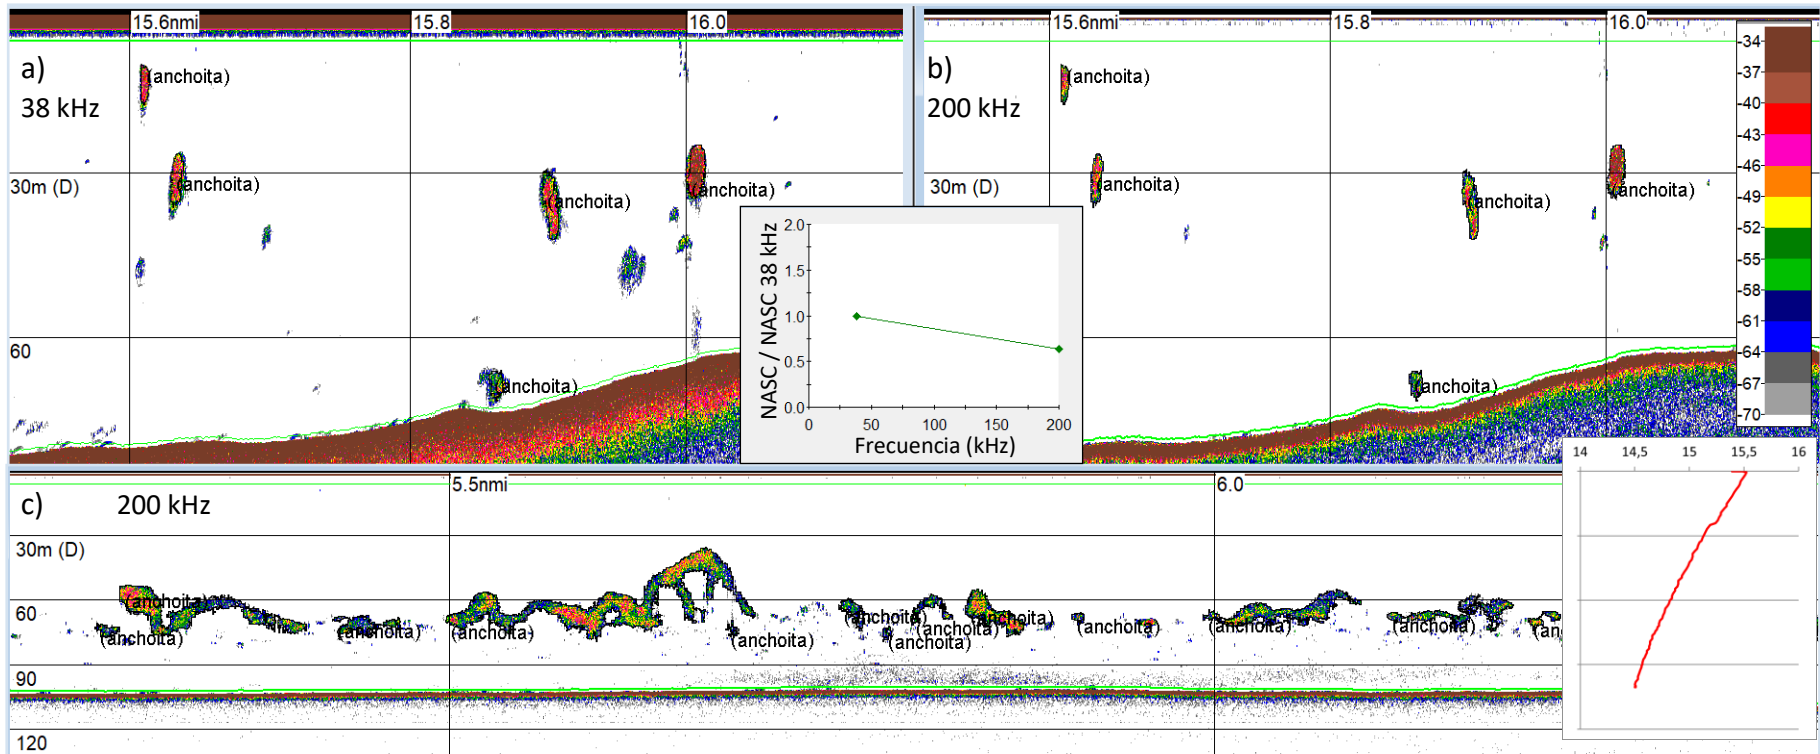 15.6nmi 15.8 16.0
a)
38 kHz
(anchoita)
30m (D)
(anchoita)
(anchoita)
(anchoita)
60
(anchoita)
15.6nmi 15.8 16.0
b)
200 kHz
(anchoita)
30m (D)
(anchoita)
(anchoita)
(anchoita)
(anchoita)
-34
-37
-40
-43
-46
-49
-52
-55
-58
-61
-64
-67
-70
NASC / NASC 38 kHz
2.0
1.5
1.0
0.5
0.0
0 50 100 150 200
Frecuencia (kHz)
c) 200 kHz
5.5nmi 6.0
30m (D)
60
90
120
(anchoita)
(anchoita)
(anchoita)
(anchoita)
(anchoita)
(anchoita)
(anchoita)
(anchoita)
(anchoita)
(anchoita)
(anchoita)
(anchoita)
(an
14 14,5 15 15,5 16